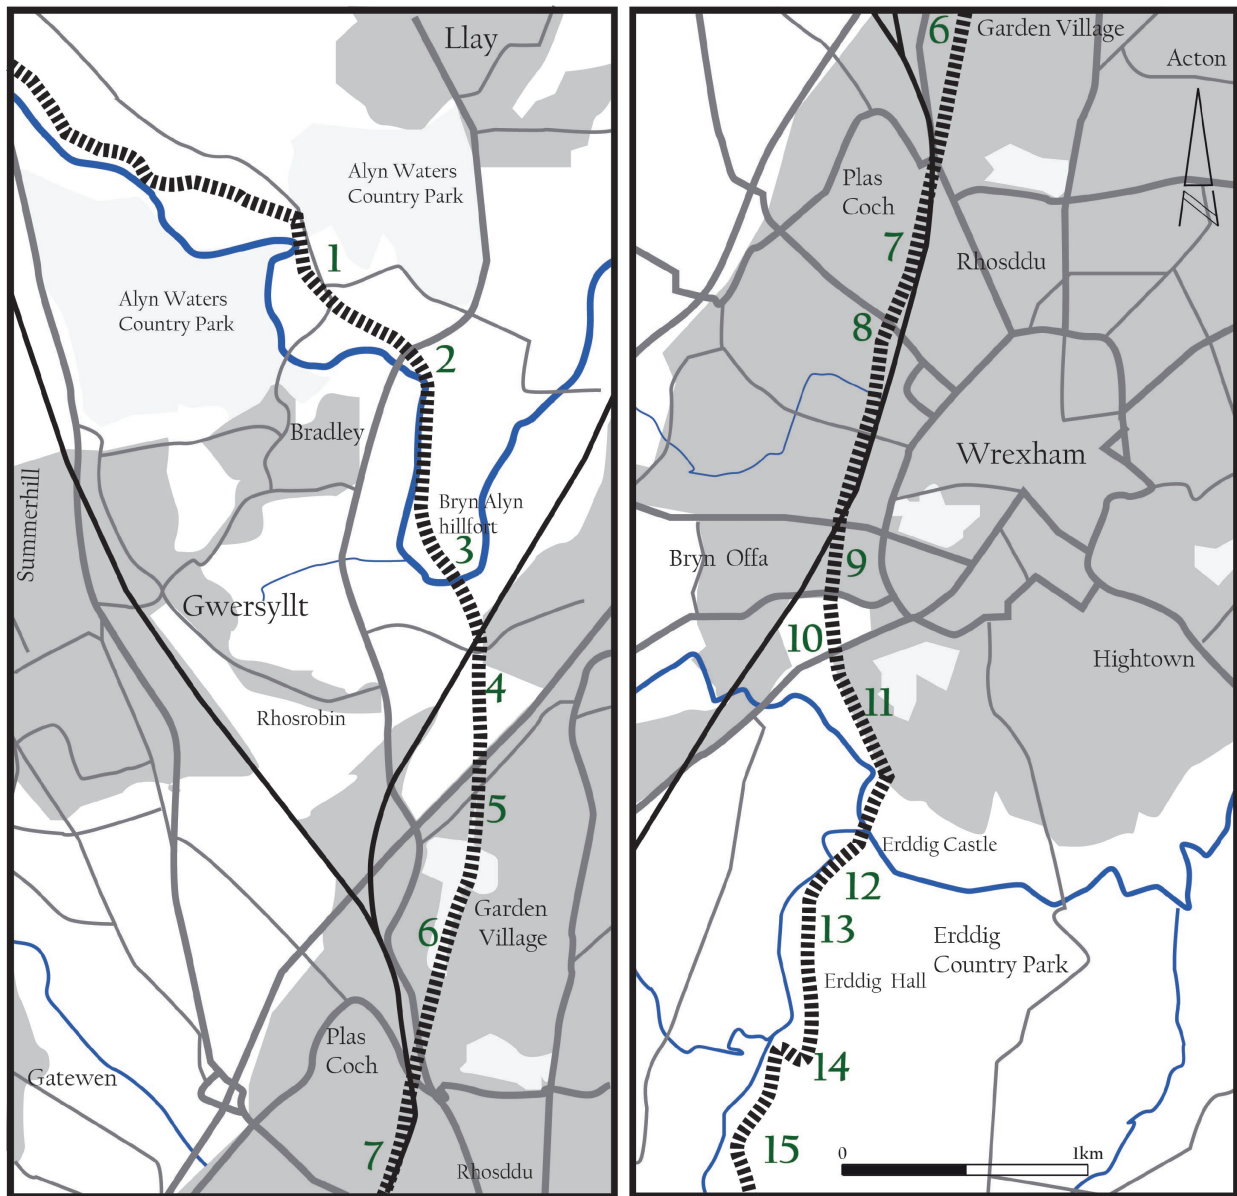 Llay
Alyn Waters
Country Park
1
Alyn Waters
Country Park
2
Bradley
Summerhill
Bryn Alyn
hillfort
3
Gwersyllt
4
Rhosrobin
5
Garden
Village
6
Plas
Coch
Gatewen
7
Rhosddu
6
Garden Village
Acton
N
Plas
Coch
7
Rhosddu
8
Wrexham
Bryn Offa
9
10
Hightown
11
Erddig Castle
12
13
Erddig
Country Park
Erddig Hall
14
15
0
1km